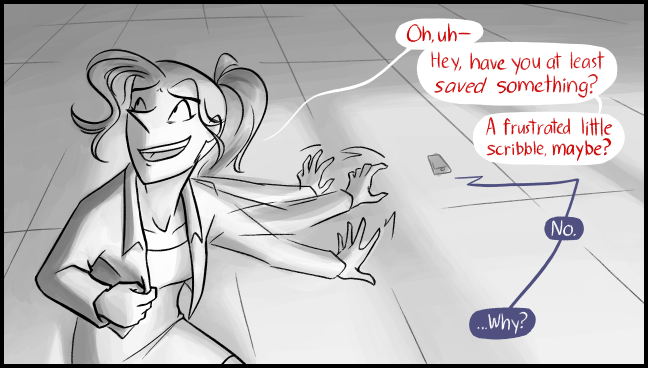 Oh, uh—
Hey, have you at least
saved something?
A frustrated little
scribble, maybe?
No.
...Why?